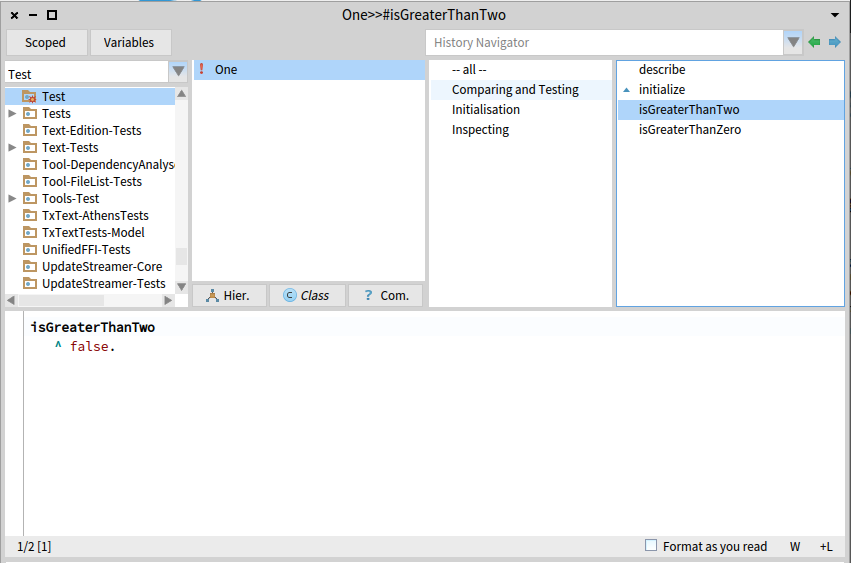 One>>#isGreaterThanTwo
Scoped
Variables
History Navigator
Test
Test
Tests
Text-Edition-Tests
Text-Tests
Tool-DependencyAnalyse
Tool-FileList-Tests
Tools-Test
TxText-AthensTests
TxTextTests-Model
UnifiedFFI-Tests
UpdateStreamer-Core
UpdateStreamer-Tests
! One
Hier.
C Class
? Com.
-- all --
Comparing and Testing
Initialisation
Inspecting
describe
initialize
isGreaterThanTwo
isGreaterThanZero
isGreaterThanTwo
^ false.
1/2 [1]
Format as you read
W
+L